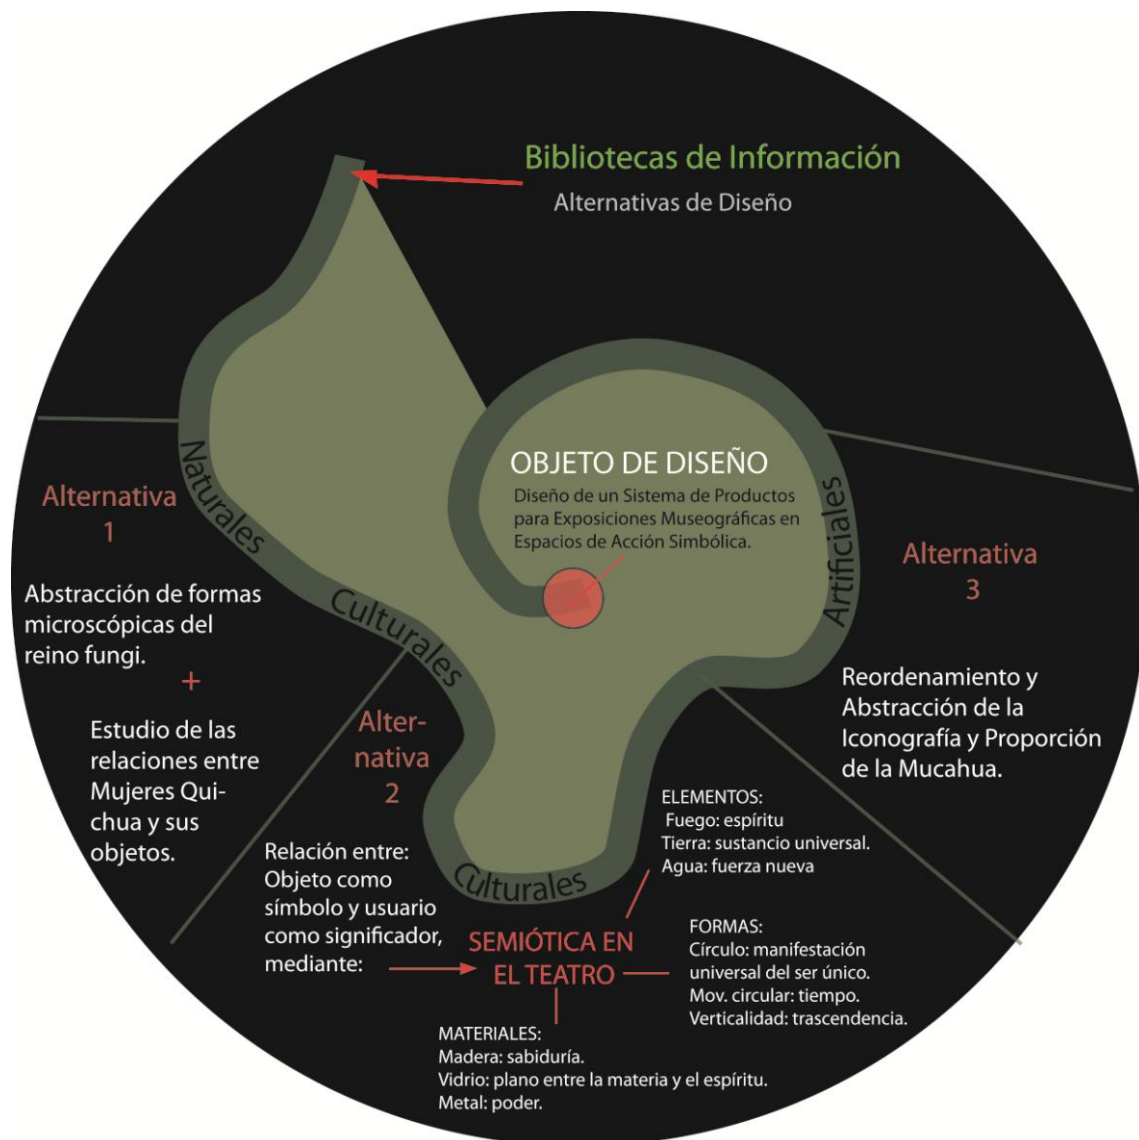 Bibliotecas de Información
Alternativas de Diseño
OBJETO DE DISEÑO
Diseño de un Sistema de Productos
para Exposiciones Museográficas en
Espacios de Acción Simbólica.
Naturales
Culturales
Culturales
Artificiales
Alternativa
1
Abstracción de formas
microscópicas del
reino fungi.
+
Estudio de las
relaciones entre
Mujeres Qui-
chua y sus
objetos.
Alter-
nativa
2
Relación entre:
Objeto como
símbolo y usuario
como significador,
mediante:
SEMIÓTICA EN
EL TEATRO
ELEMENTOS:
Fuego: espíritu
Tierra: sustancio universal.
Agua: fuerza nueva
FORMAS:
Círculo: manifestación
universal del ser único.
Mov. circular: tiempo.
Verticalidad: trascendencia.
MATERIALES:
Madera: sabiduría.
Vidrio: plano entre la materia y el espíritu.
Metal: poder.
Alternativa
3
Reordenamiento y
Abstracción de la
Iconografía y Proporción
de la Mucahua.